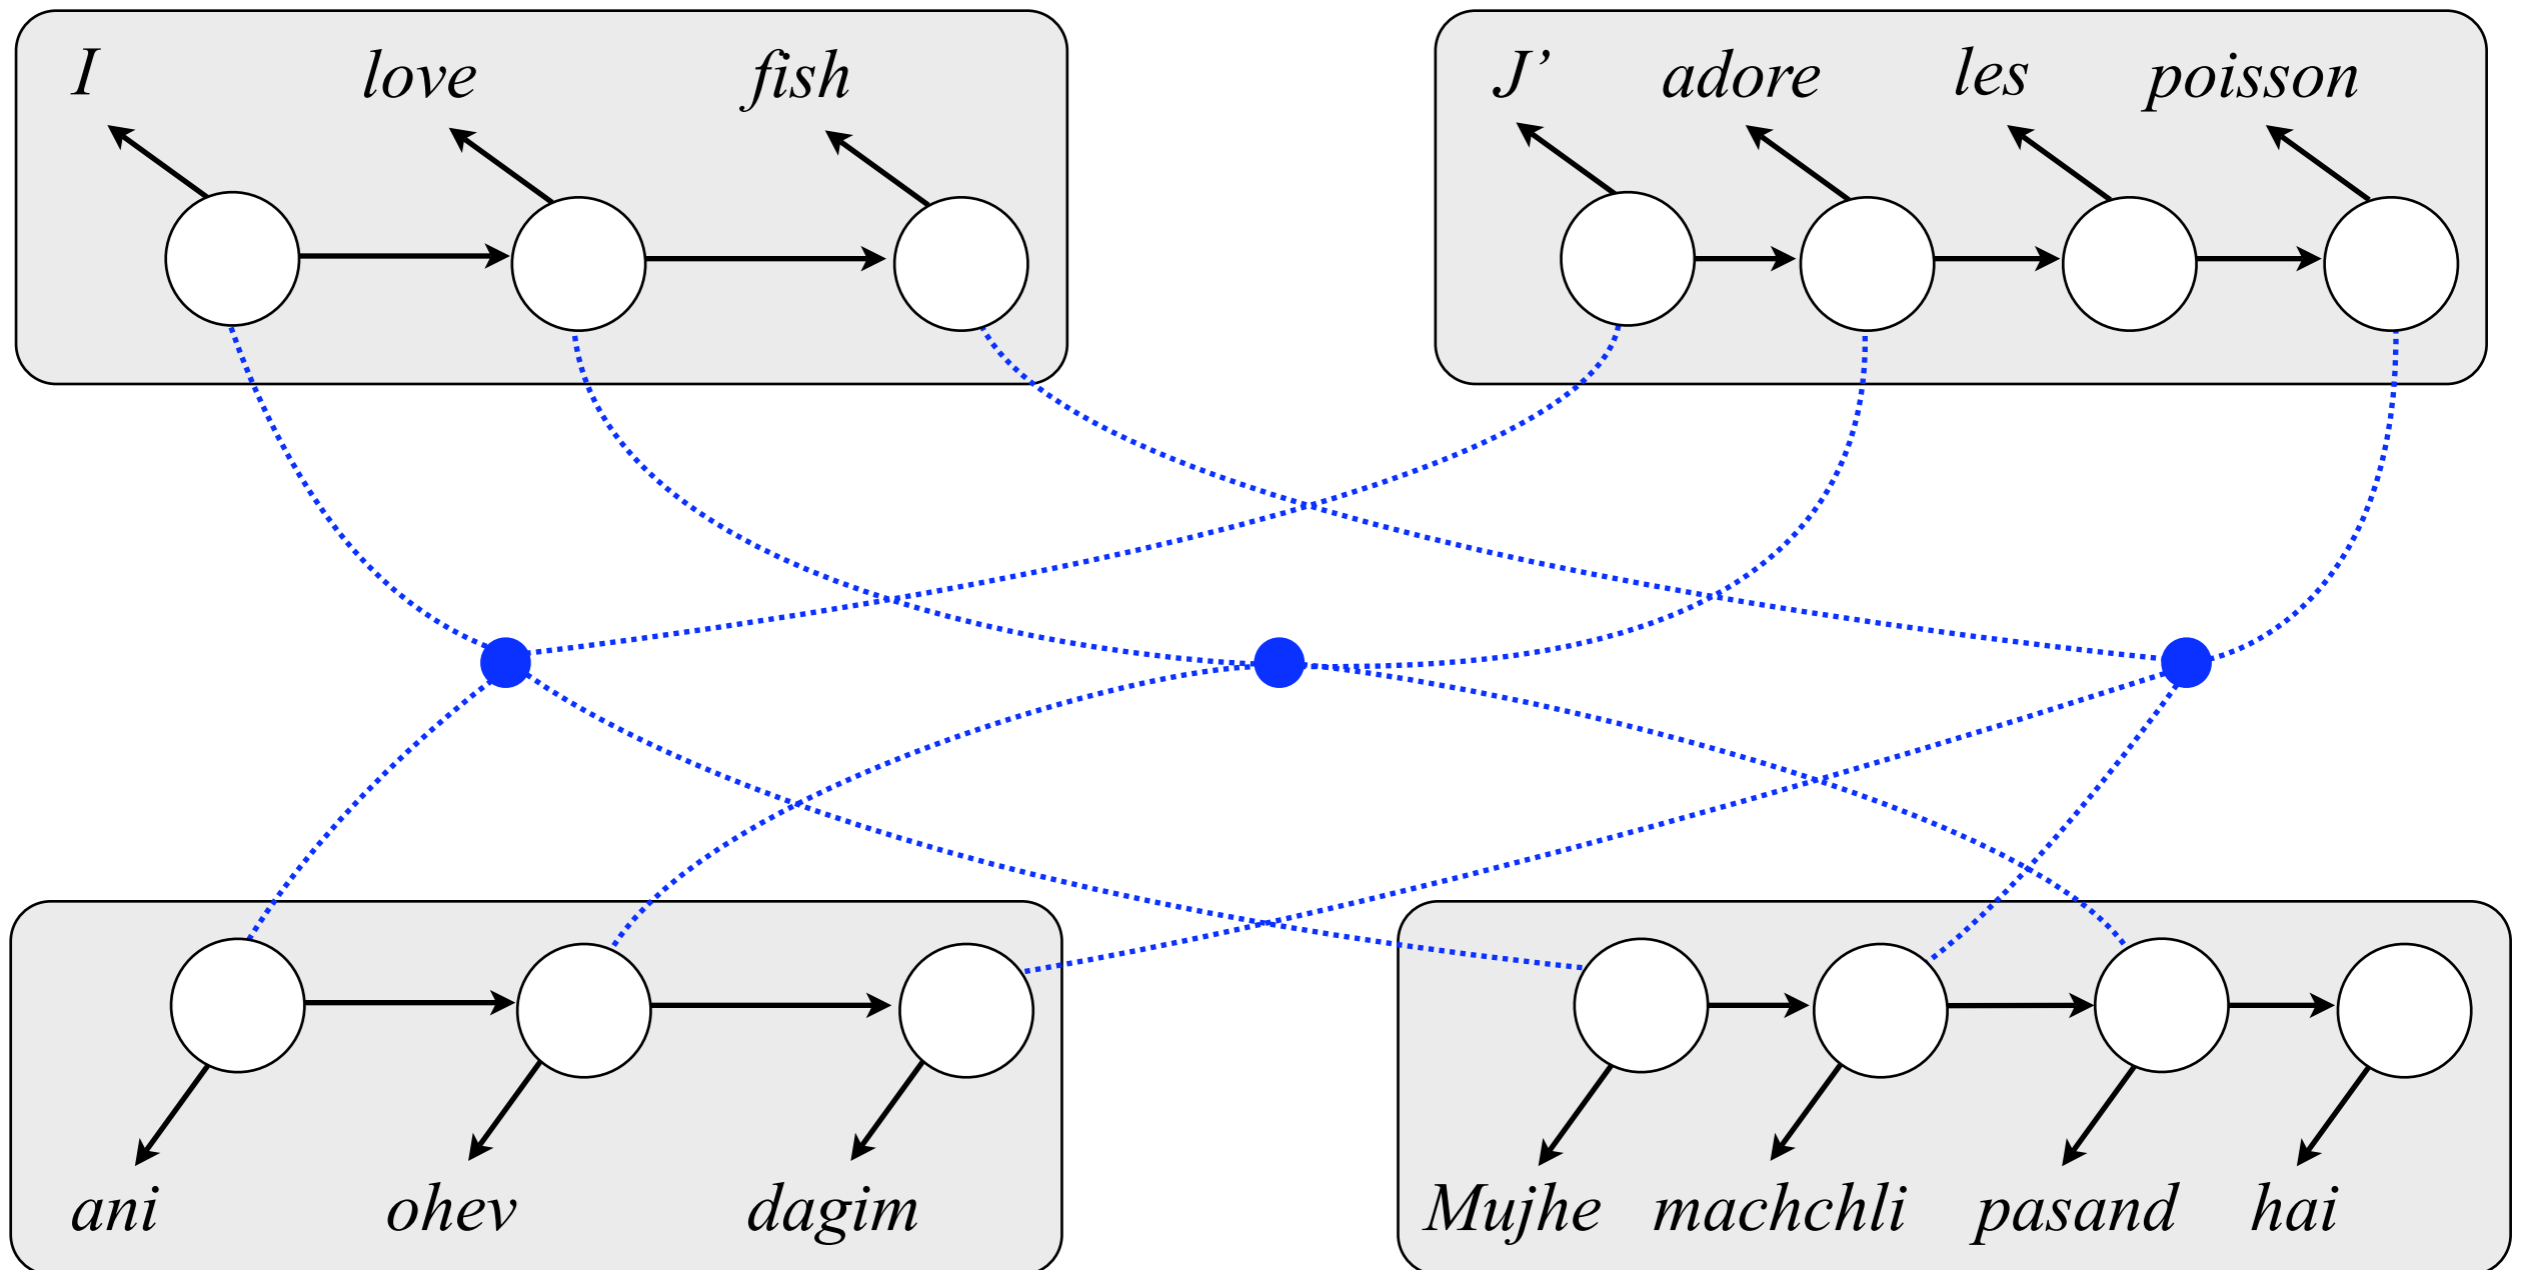 I love fish
J’ adore les poisson
ani ohev dagim
Mujhe machchli pasand hai